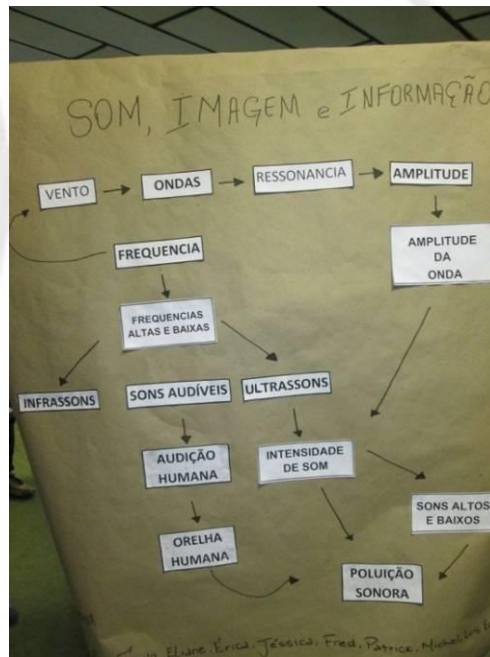 SOM, IMAGEM e INFORMAÇÃO
VENTO
ONDAS
RESSONANCIA
AMPLITUDE
FREQUENCIA
AMPLITUDE
DA
ONDA
FREQUENCIAS
ALTAS E BAIXAS
INFRASSONS
SONS AUDÍVEIS
ULTRASSONS
AUDIÇÃO
HUMANA
INTENSIDADE
DE SOM
SONS ALTOS
E BAIXOS
ORELHA
HUMANA
POLUIÇÃO
SONORA
Eliane, Érica, Jéssica, Fred, Patrice,